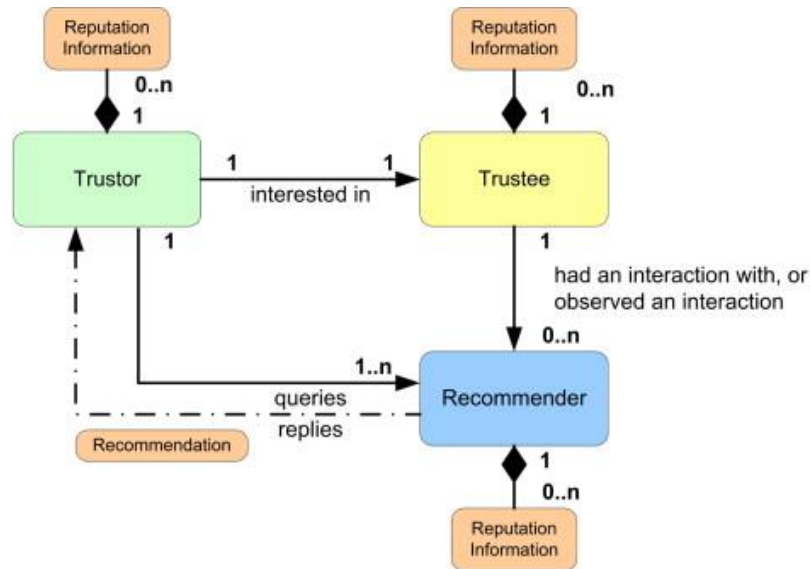 Reputation
Information
Reputation
Information
0..n
0..n
1
1
Trustor
1
1
Trustee
interested in
1
1
had an interaction with, or
observed an interaction
0..n
1..n
queries
Recommender
replies
Recommendation
1
0..n
Reputation
Information